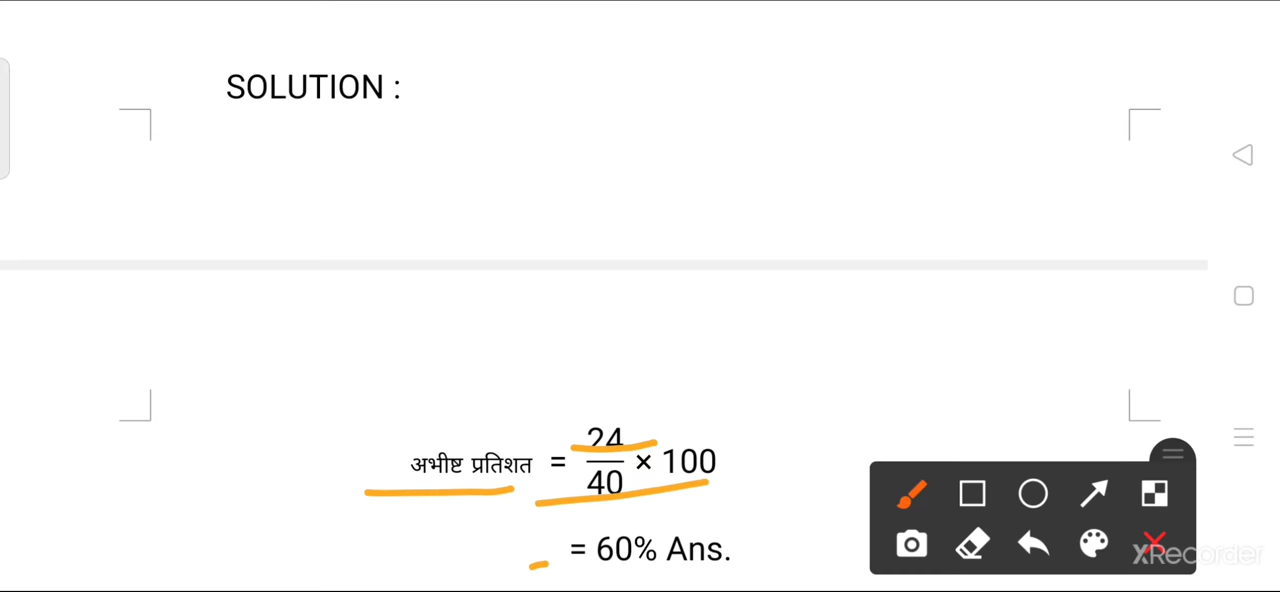 SOLUTION :
अभीष्ट प्रतिशत = 24/40 × 100
= 60% Ans.
XRecorder